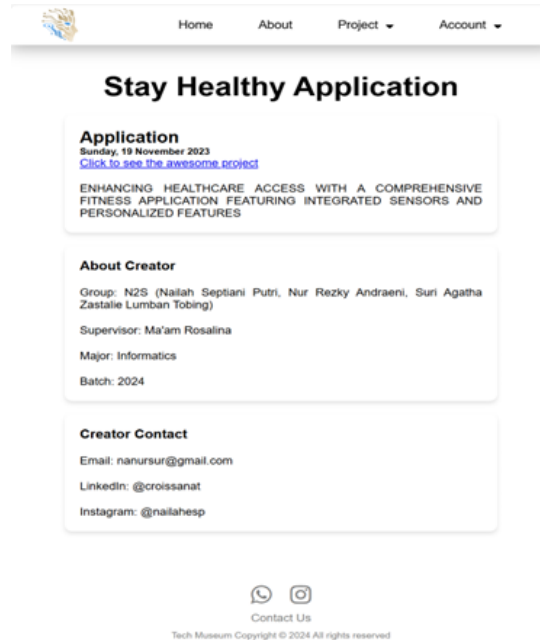 Home About Project Account
Stay Healthy Application
Application
Sunday, 19 November 2023
Click to see the awesome project
ENHANCING HEALTHCARE ACCESS WITH A COMPREHENSIVE
FITNESS APPLICATION FEATURING INTEGRATED SENSORS AND
PERSONALIZED FEATURES
About Creator
Group: N2S (Nailah Septiani Putri, Nur Rezky Andraeni, Suri Agatha
Zastalie Lumban Tobing)
Supervisor: Ma'am Rosalina
Major: Informatics
Batch: 2024
Creator Contact
Email: nanursur@gmail.com
LinkedIn: @croissanat
Instagram: @nailahesp
Contact Us
Tech Museum Copyright © 2024 All rights reserved